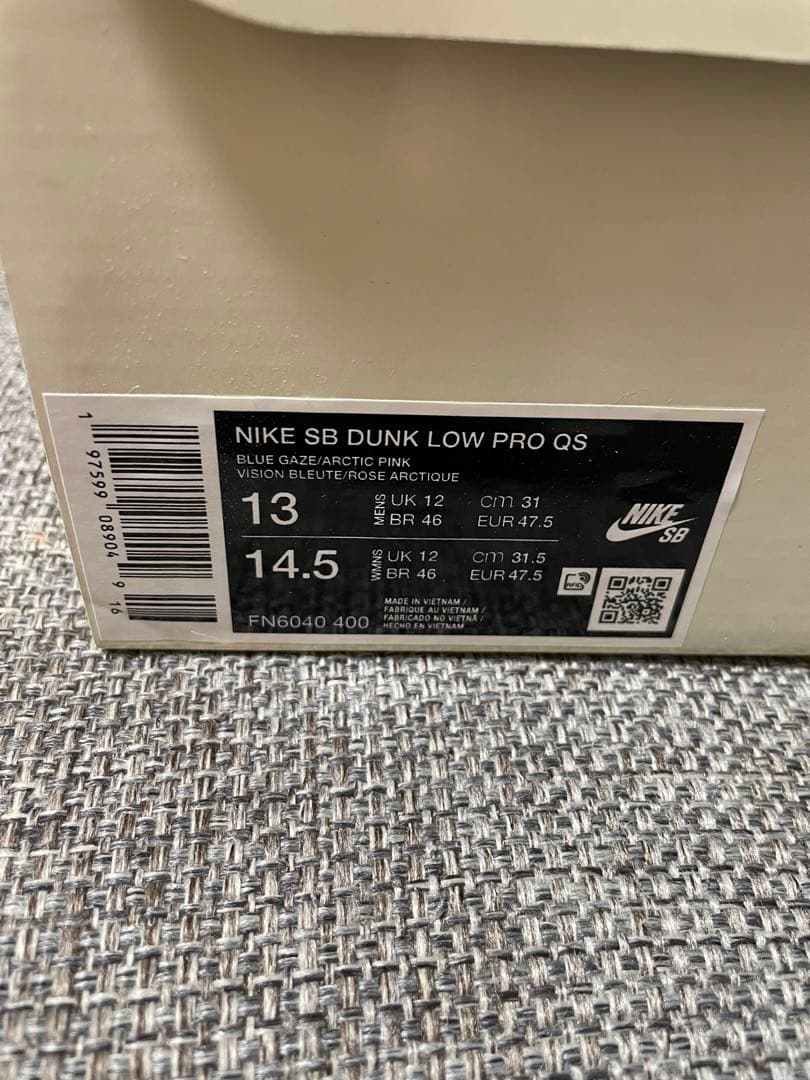 1 97599 08904 9 16
NIKE SB DUNK LOW PRO QS
BLUE GAZE/ARCTIC PINK
VISION BLEUTE/ROSE ARCTIQUE
13 MENS UK 12 cm 31
BR 46 EUR 47.5
NIKE
SB
14.5 WMNS UK 12 cm 31.5
BR 46 EUR 47.5
RFID
FN6040 400
MADE IN VIETNAM /
FABRIQUE AU VIETNAM /
FABRICADO NO VIETNÃ /
HECHO EN VIETNAM